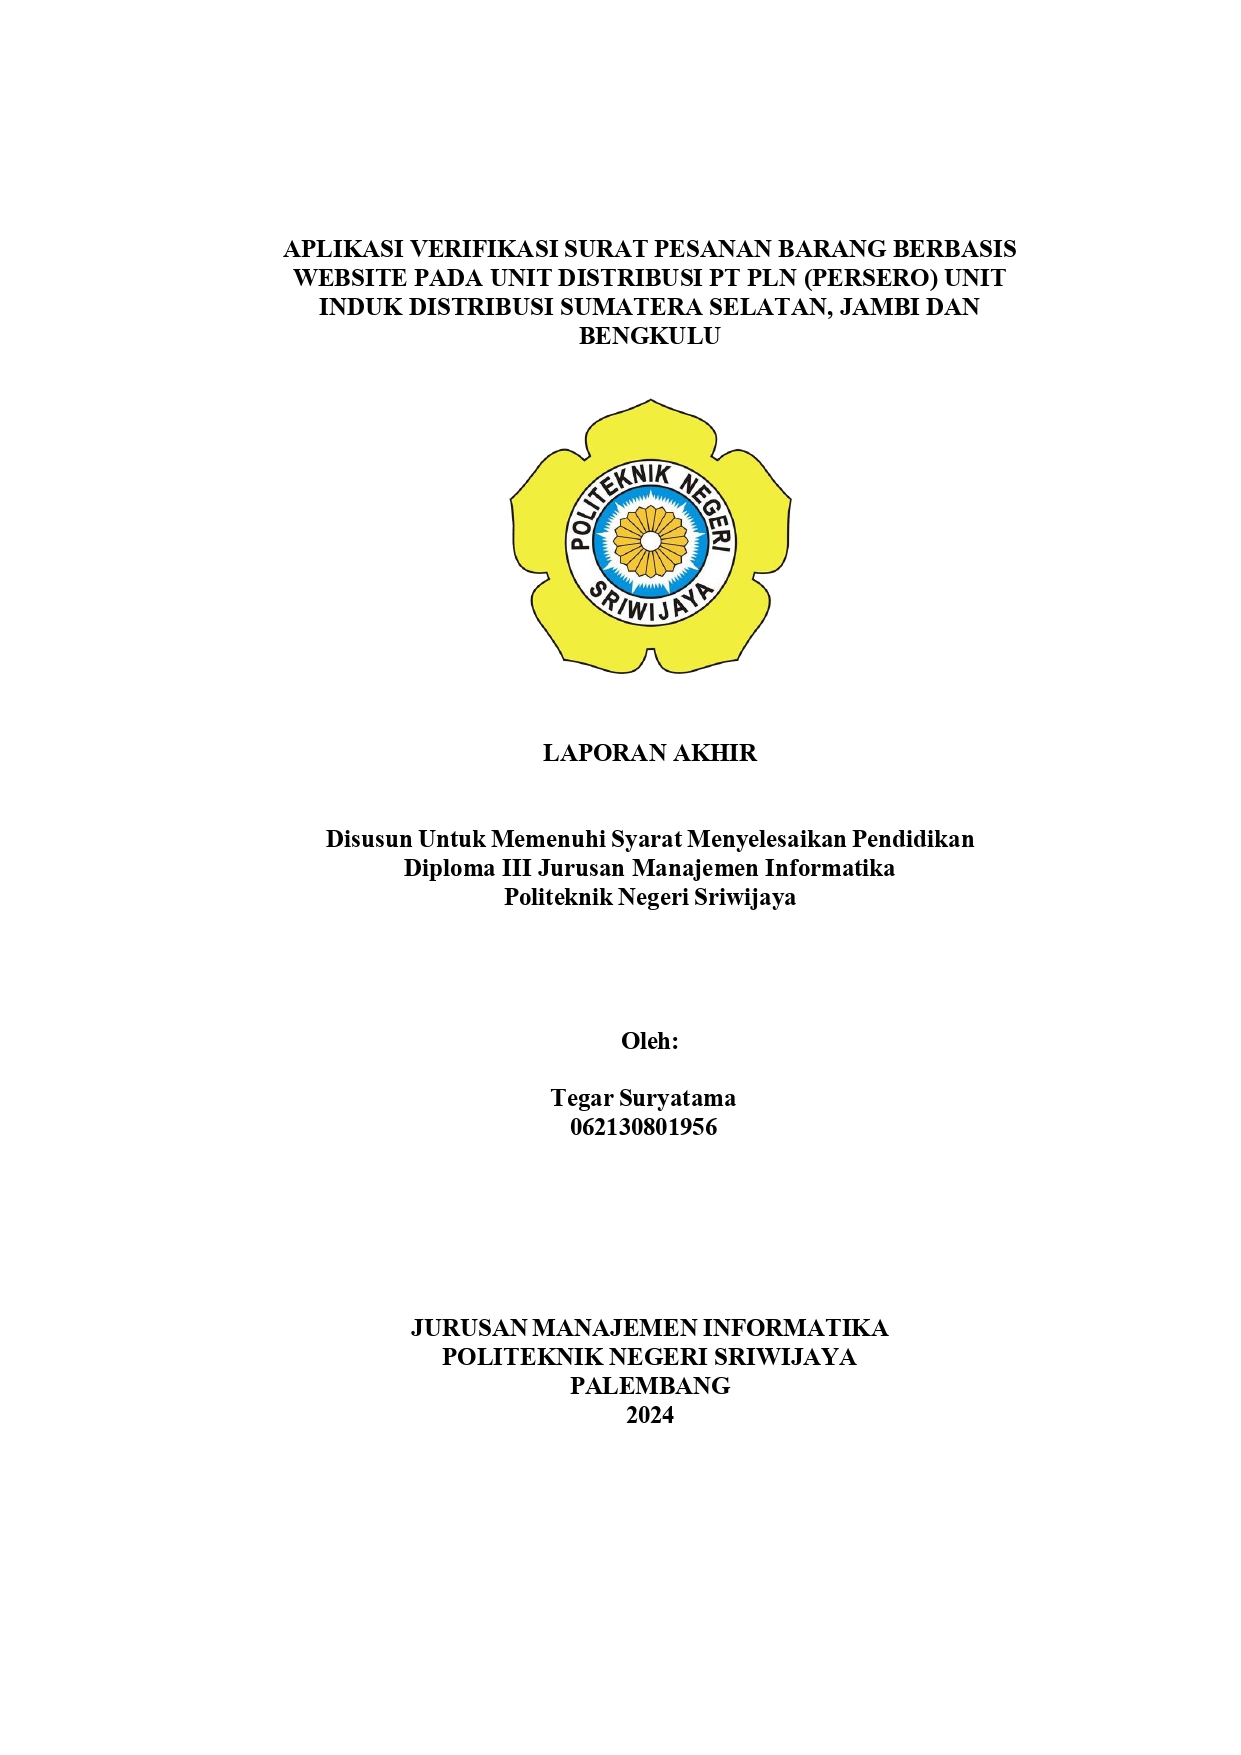 APLIKASI VERIFIKASI SURAT PESANAN BARANG BERBASIS
WEBSITE PADA UNIT DISTRIBUSI PT PLN (PERSERO) UNIT
INDUK DISTRIBUSI SUMATERA SELATAN, JAMBI DAN
BENGKULU
POLITEKNIK NEGERI
SRIWIJAYA
LAPORAN AKHIR
Disusun Untuk Memenuhi Syarat Menyelesaikan Pendidikan
Diploma III Jurusan Manajemen Informatika
Politeknik Negeri Sriwijaya
Oleh:
Tegar Suryatama
062130801956
JURUSAN MANAJEMEN INFORMATIKA
POLITEKNIK NEGERI SRIWIJAYA
PALEMBANG
2024